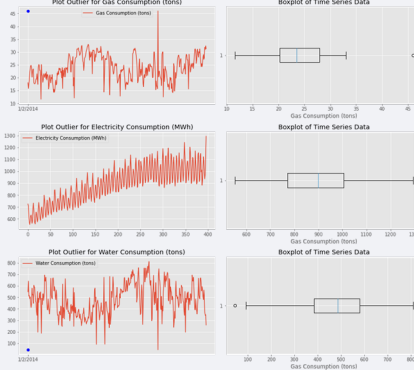 Plot Outlier for Gas Consumption (tons)
Gas Consumption (tons)
45
40
35
30
25
20
15
10
1/2/2014
Boxplot of Time Series Data
1
10 15 20 25 30 35 40 45
Gas Consumption (tons)
Plot Outlier for Electricity Consumption (MWh)
Electricity Consumption (MWh)
1300
1200
1100
1000
900
800
700
600
0 50 100 150 200 250 300 350 400
Boxplot of Time Series Data
1
600 700 800 900 1000 1100 1200 1300
Gas Consumption (tons)
Plot Outlier for Water Consumption (tons)
Water Consumption (tons)
800
700
600
500
400
300
200
100
1/2/2014
Boxplot of Time Series Data
1
100 200 300 400 500 600 700 800
Gas Consumption (tons)